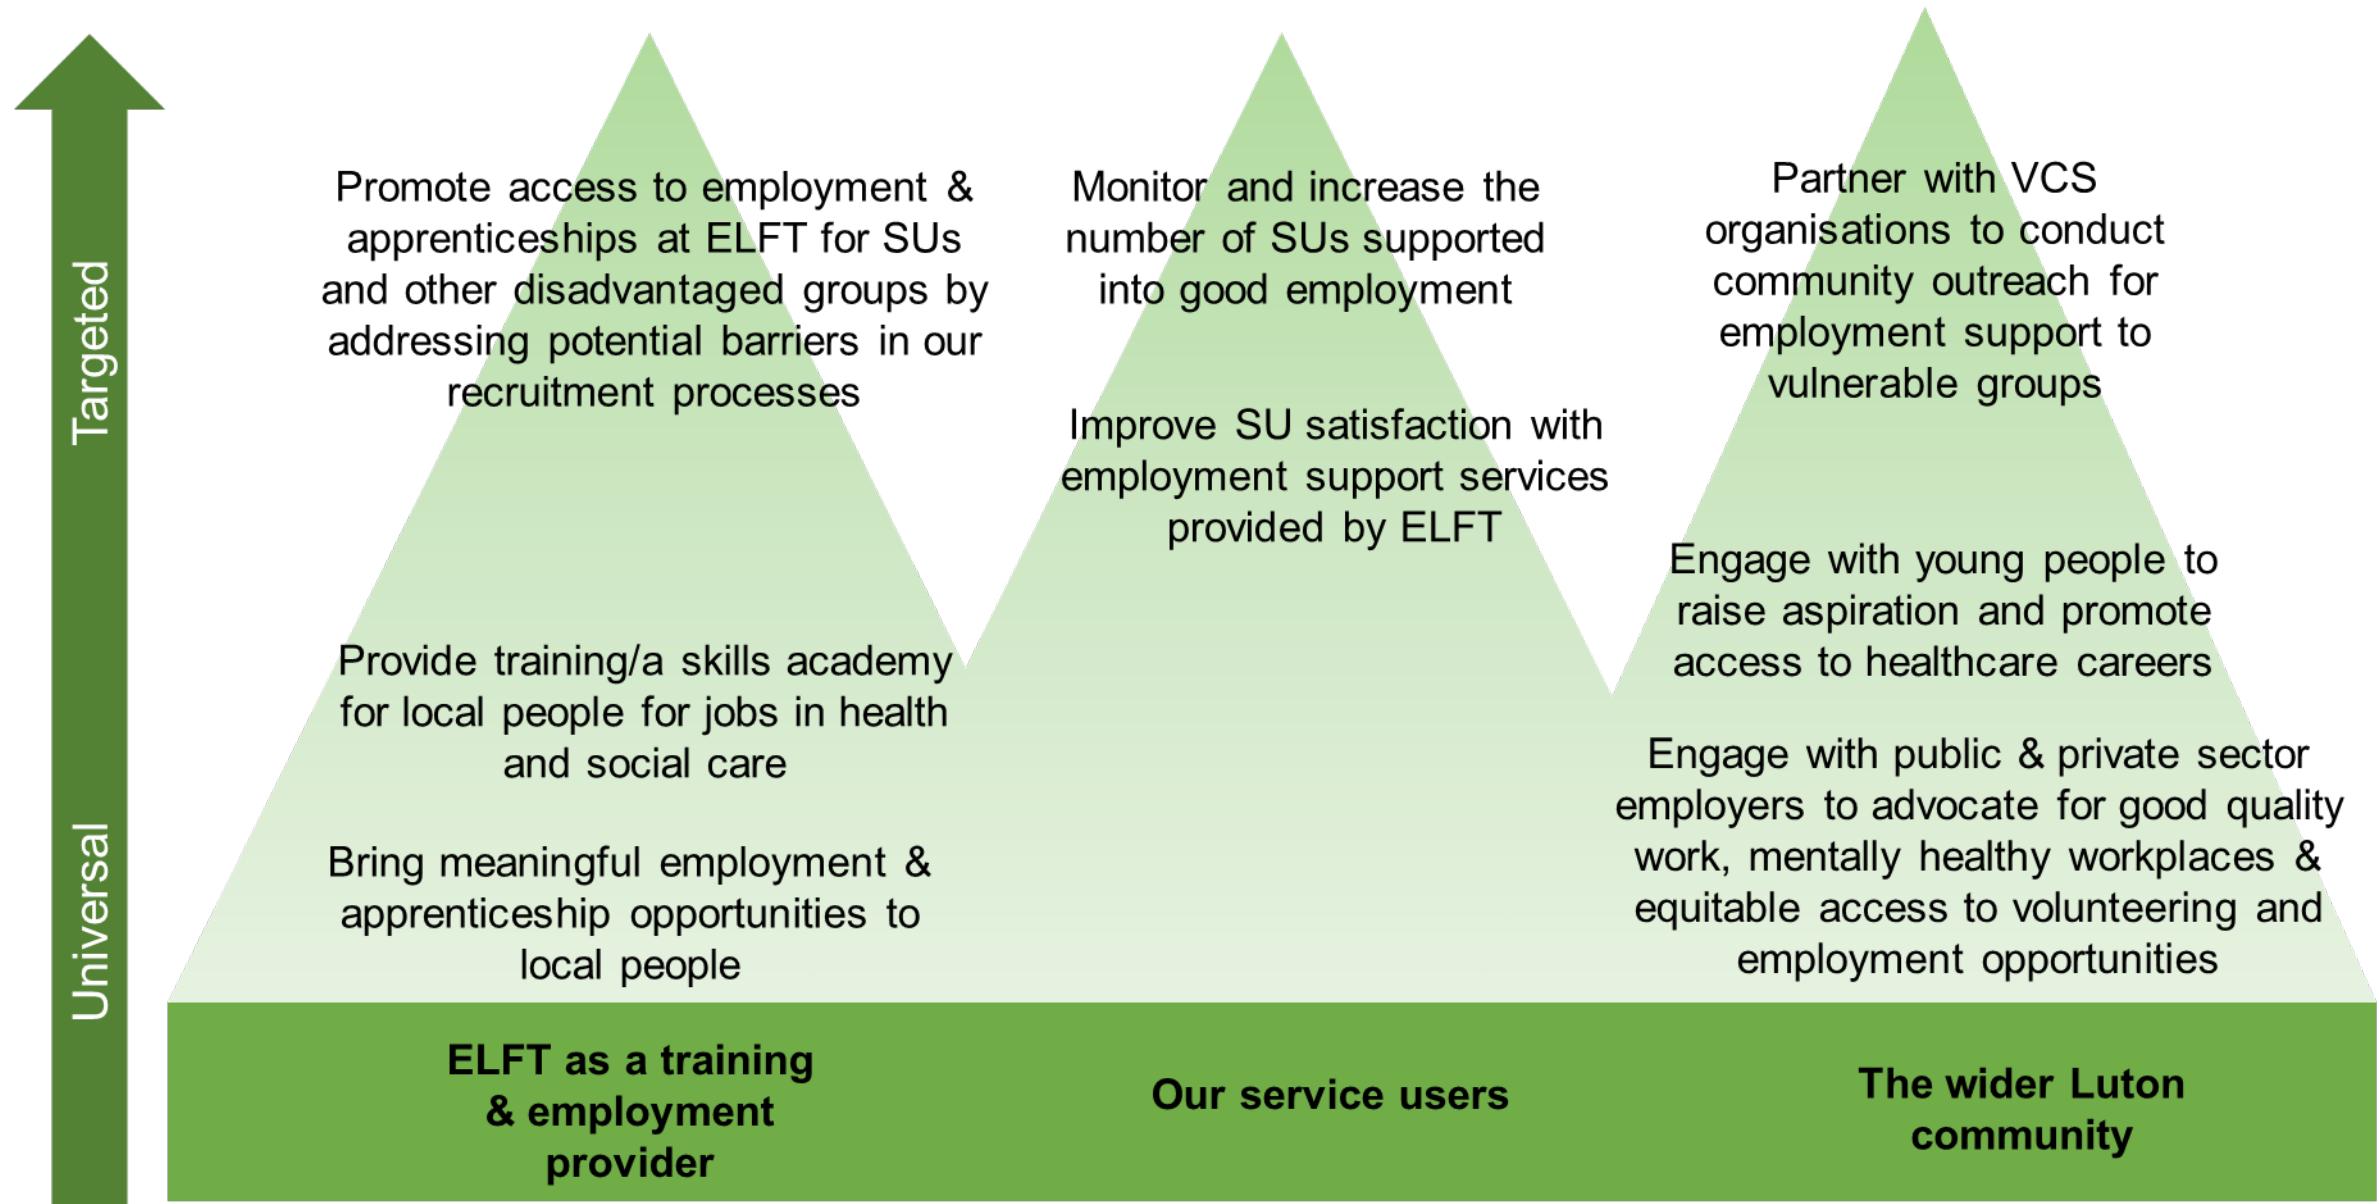 Targeted
Universal
Promote access to employment &
apprenticeships at ELFT for SUs
and other disadvantaged groups by
addressing potential barriers in our
recruitment processes
Provide training/a skills academy
for local people for jobs in health
and social care
Bring meaningful employment &
apprenticeship opportunities to
local people
ELFT as a training
& employment
provider
Monitor and increase the
number of SUs supported
into good employment
Improve SU satisfaction with
employment support services
provided by ELFT
Our service users
Partner with VCS
organisations to conduct
community outreach for
employment support to
vulnerable groups
Engage with young people to
raise aspiration and promote
access to healthcare careers
Engage with public & private sector
employers to advocate for good quality
work, mentally healthy workplaces &
equitable access to volunteering and
employment opportunities
The wider Luton
community